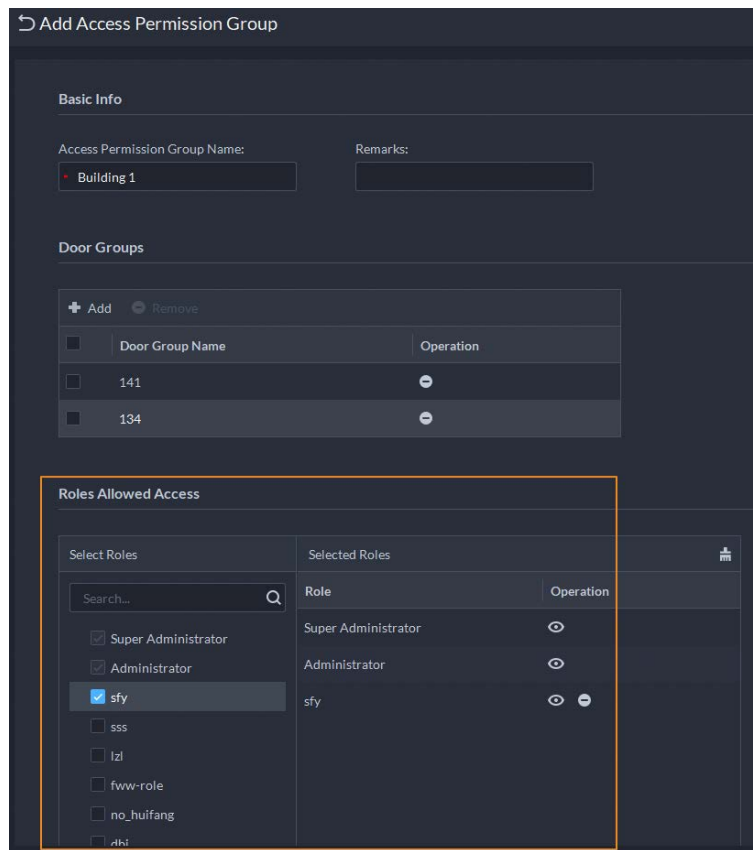 Add Access Permission Group
Basic Info
Access Permission Group Name: Remarks:
* Building 1
Door Groups
Add Remove
Door Group Name Operation
141
134
Roles Allowed Access
Select Roles Selected Roles
Search... Role Operation
Super Administrator Super Administrator
Administrator Administrator
sfy sfy
sss
lzl
fww-role
no_huifang